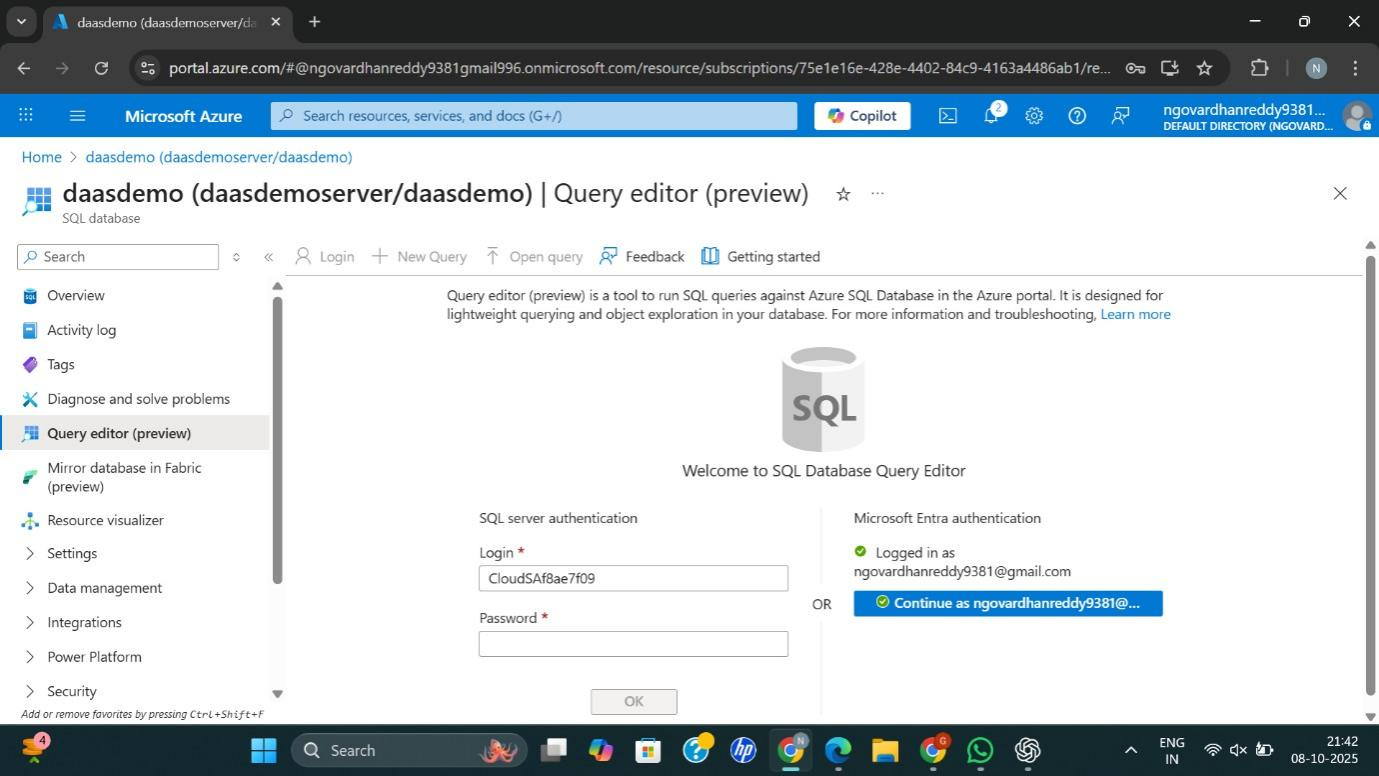 daasdemo (daasdemoserver/da
portal.azure.com/#@ngovardhanreddy9381gmail996.onmicrosoft.com/resource/subscriptions/75e1e16e-428e-4402-84c9-4163a4486ab1/re...
N
Microsoft Azure
Search resources, services, and docs (G+/)
Copilot
2
ngovardhanreddy9381...
DEFAULT DIRECTORY (NGOVARD...
Home > daasdemo (daasdemoserver/daasdemo)
daasdemo (daasdemoserver/daasdemo) | Query editor (preview)
SQL database
Search
Login
New Query
Open query
Feedback
Getting started
Overview
Activity log
Tags
Diagnose and solve problems
Query editor (preview)
Mirror database in Fabric
(preview)
Resource visualizer
Settings
Data management
Integrations
Power Platform
Security
Add or remove favorites by pressing Ctrl+Shift+F
Query editor (preview) is a tool to run SQL queries against Azure SQL Database in the Azure portal. It is designed for
lightweight querying and object exploration in your database. For more information and troubleshooting, Learn more
SQL
Welcome to SQL Database Query Editor
SQL server authentication
Login *
CloudSAf8ae7f09
Password *
OK
OR
Microsoft Entra authentication
Logged in as
ngovardhanreddy9381@gmail.com
Continue as ngovardhanreddy9381@...
4
Search
hp
N
G
ENG
IN
21:42
08-10-2025